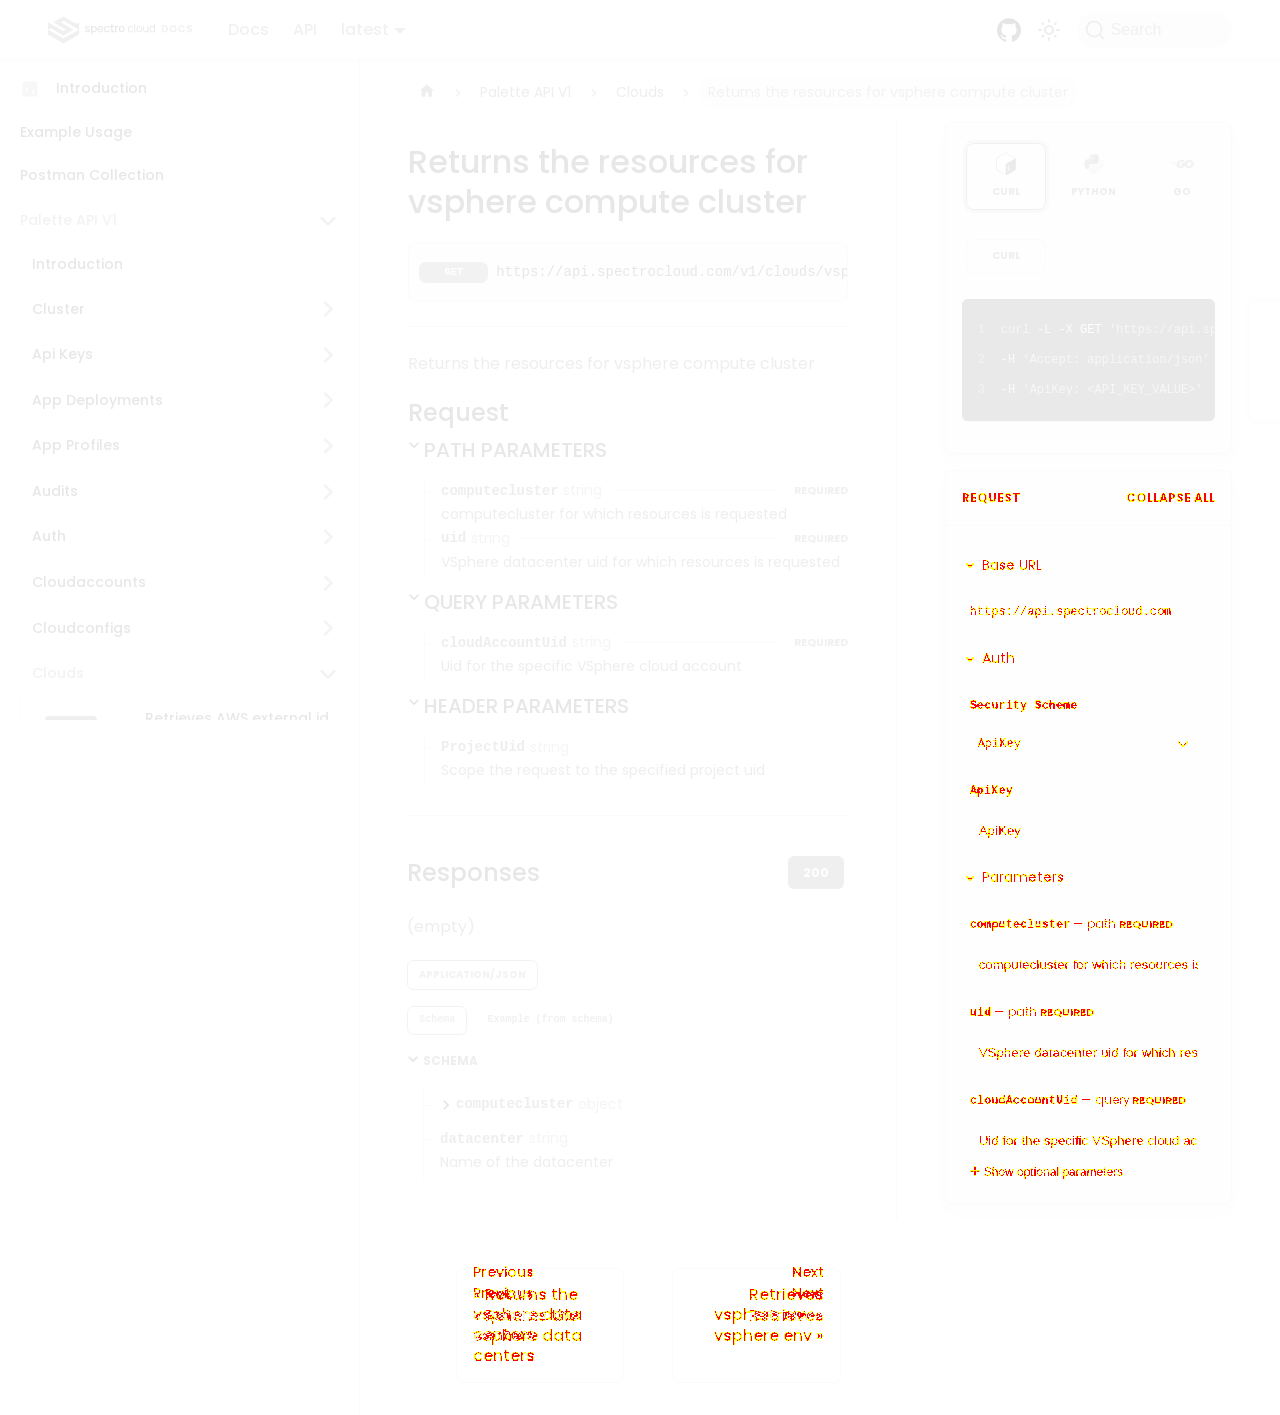 spectro cloud DOCS
Docs
API
latest
Search
Introduction
Example Usage
Postman Collection
Palette API V1
Introduction
Cluster
Api Keys
App Deployments
App Profiles
Audits
Auth
Cloudaccounts
Cloudconfigs
Clouds
Retrieves AWS external id
Palette API V1
Clouds
Returns the resources for vsphere compute cluster
Returns the resources for
vsphere compute cluster
GET https://api.spectrocloud.com/v1/clouds/vsp
Returns the resources for vsphere compute cluster
Request
PATH PARAMETERS
computecluster string REQUIRED
computecluster for which resources is requested
uid string REQUIRED
VSphere datacenter uid for which resources is requested
QUERY PARAMETERS
cloudAccountUid string REQUIRED
Uid for the specific VSphere cloud account
HEADER PARAMETERS
ProjectUid string
Scope the request to the specified project uid
Responses
200
(empty)
APPLICATION/JSON
Schema
Example (from schema)
SCHEMA
computecluster object
datacenter string
Name of the datacenter
CURL
PYTHON
GO
CURL
1 curl -L -X GET 'https://api.sp
2 -H 'Accept: application/json'
3 -H 'ApiKey: <API_KEY_VALUE>'
REQUEST
COLLAPSE ALL
Base URL
https://api.spectrocloud.com
Auth
Security Scheme
ApiKey
ApiKey
ApiKey
Parameters
computecluster — path REQUIRED
computecluster for which resources is
uid — path REQUIRED
VSphere datacenter uid for which res
cloudAccountUid — query REQUIRED
Uid for the specific VSphere cloud ac
Show optional parameters
Previous
vsphere data
centers
Next
Retrieves
vsphere env »